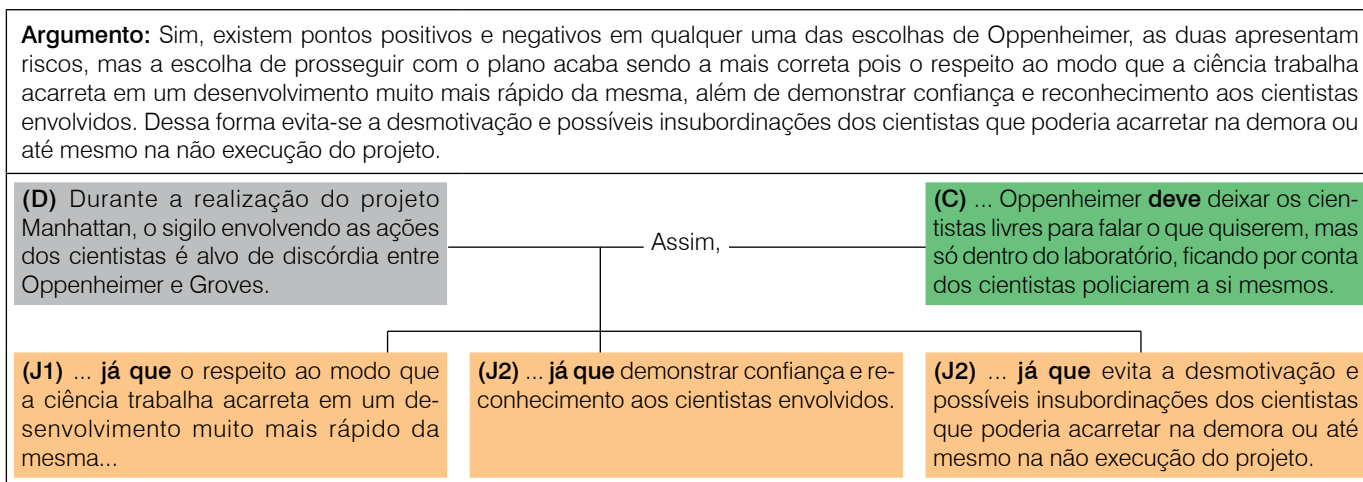 Argumento: Sim, existem pontos positivos e negativos em qualquer uma das escolhas de Oppenheimer, as duas apresentam
riscos, mas a escolha de prosseguir com o plano acaba sendo a mais correta pois o respeito ao modo que a ciência trabalha
acarreta em um desenvolvimento muito mais rápido da mesma, além de demonstrar confiança e reconhecimento aos cientistas
envolvidos. Dessa forma evita-se a desmotivação e possíveis insubordinações dos cientistas que poderia acarretar na demora ou
até mesmo na não execução do projeto.
(D) Durante a realização do projeto
Manhattan, o sigilo envolvendo as ações
dos cientistas é alvo de discórdia entre
Oppenheimer e Groves.
Assim,
(C) ... Oppenheimer deve deixar os cien-
tistas livres para falar o que quiserem, mas
só dentro do laboratório, ficando por conta
dos cientistas policiarem a si mesmos.
(J1) ... já que o respeito ao modo que
a ciência trabalha acarreta em um de-
senvolvimento muito mais rápido da
mesma...
(J2) ... já que demonstrar confiança e re-
conhecimento aos cientistas envolvidos.
(J2) ... já que evita a desmotivação e
possíveis insubordinações dos cientistas
que poderia acarretar na demora ou até
mesmo na não execução do projeto.